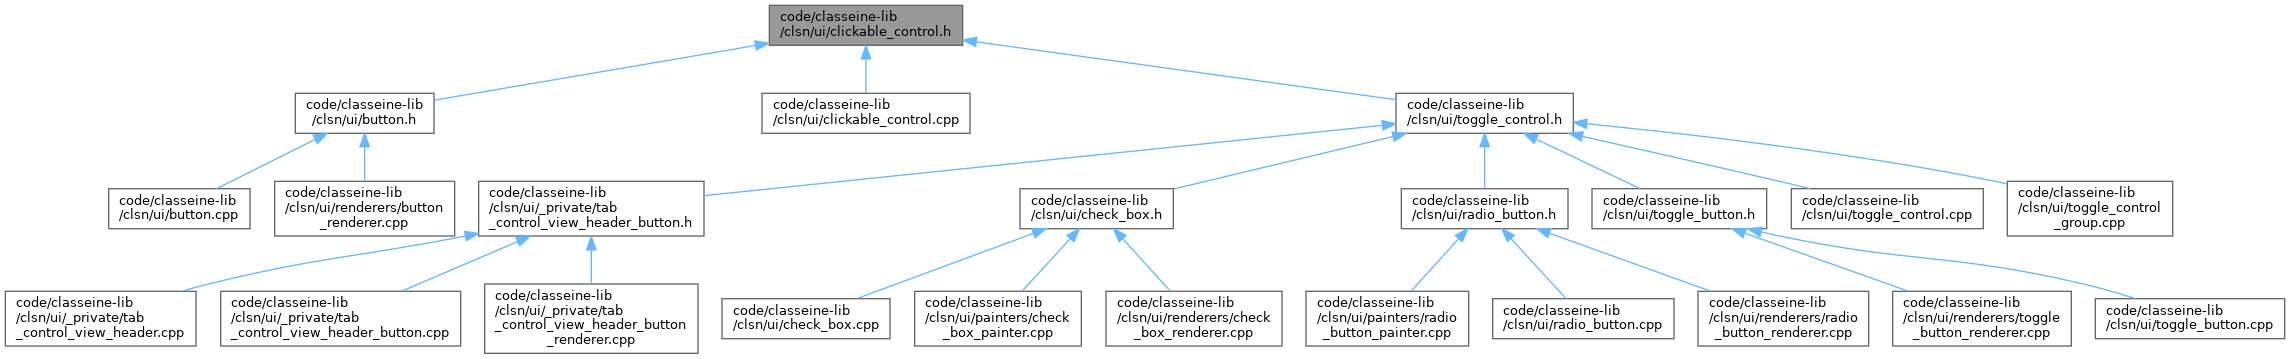 code/classeine-lib
/clsn/ui/clickable_control.h
code/classeine-lib
/clsn/ui/button.h
code/classeine-lib
/clsn/ui/clickable_control.cpp
code/classeine-lib
/clsn/ui/toggle_control.h
code/classeine-lib
/clsn/ui/button.cpp
code/classeine-lib
/clsn/ui/renderers/button
_renderer.cpp
code/classeine-lib
/clsn/ui/_private/tab
_control_view_header_button.h
code/classeine-lib
/clsn/ui/check_box.h
code/classeine-lib
/clsn/ui/radio_button.h
code/classeine-lib
/clsn/ui/toggle_button.h
code/classeine-lib
/clsn/ui/toggle_control.cpp
code/classeine-lib
/clsn/ui/toggle_control
_group.cpp
code/classeine-lib
/clsn/ui/_private/tab
_control_view_header.cpp
code/classeine-lib
/clsn/ui/_private/tab
_control_view_header_button.cpp
code/classeine-lib
/clsn/ui/_private/tab
_control_view_header_button
_renderer.cpp
code/classeine-lib
/clsn/ui/check_box.cpp
code/classeine-lib
/clsn/ui/painters/check
_box_painter.cpp
code/classeine-lib
/clsn/ui/renderers/check
_box_renderer.cpp
code/classeine-lib
/clsn/ui/painters/radio
_button_painter.cpp
code/classeine-lib
/clsn/ui/radio_button.cpp
code/classeine-lib
/clsn/ui/renderers/radio
_button_renderer.cpp
code/classeine-lib
/clsn/ui/renderers/toggle
_button_renderer.cpp
code/classeine-lib
/clsn/ui/toggle_button.cpp